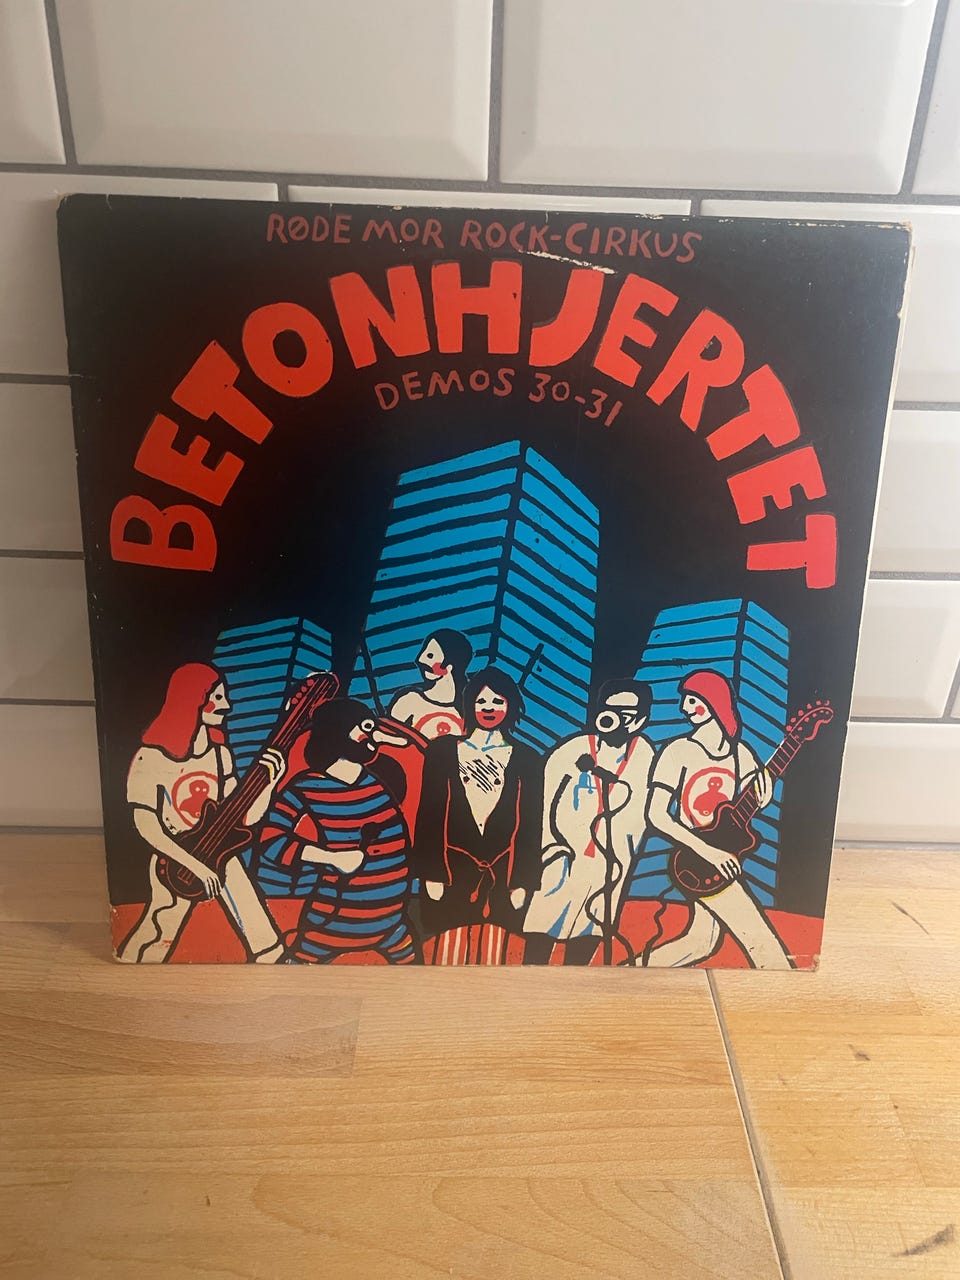 RØDE MOR ROCK-CIRKUS
BETONHJERTET
DEMOS 30-31